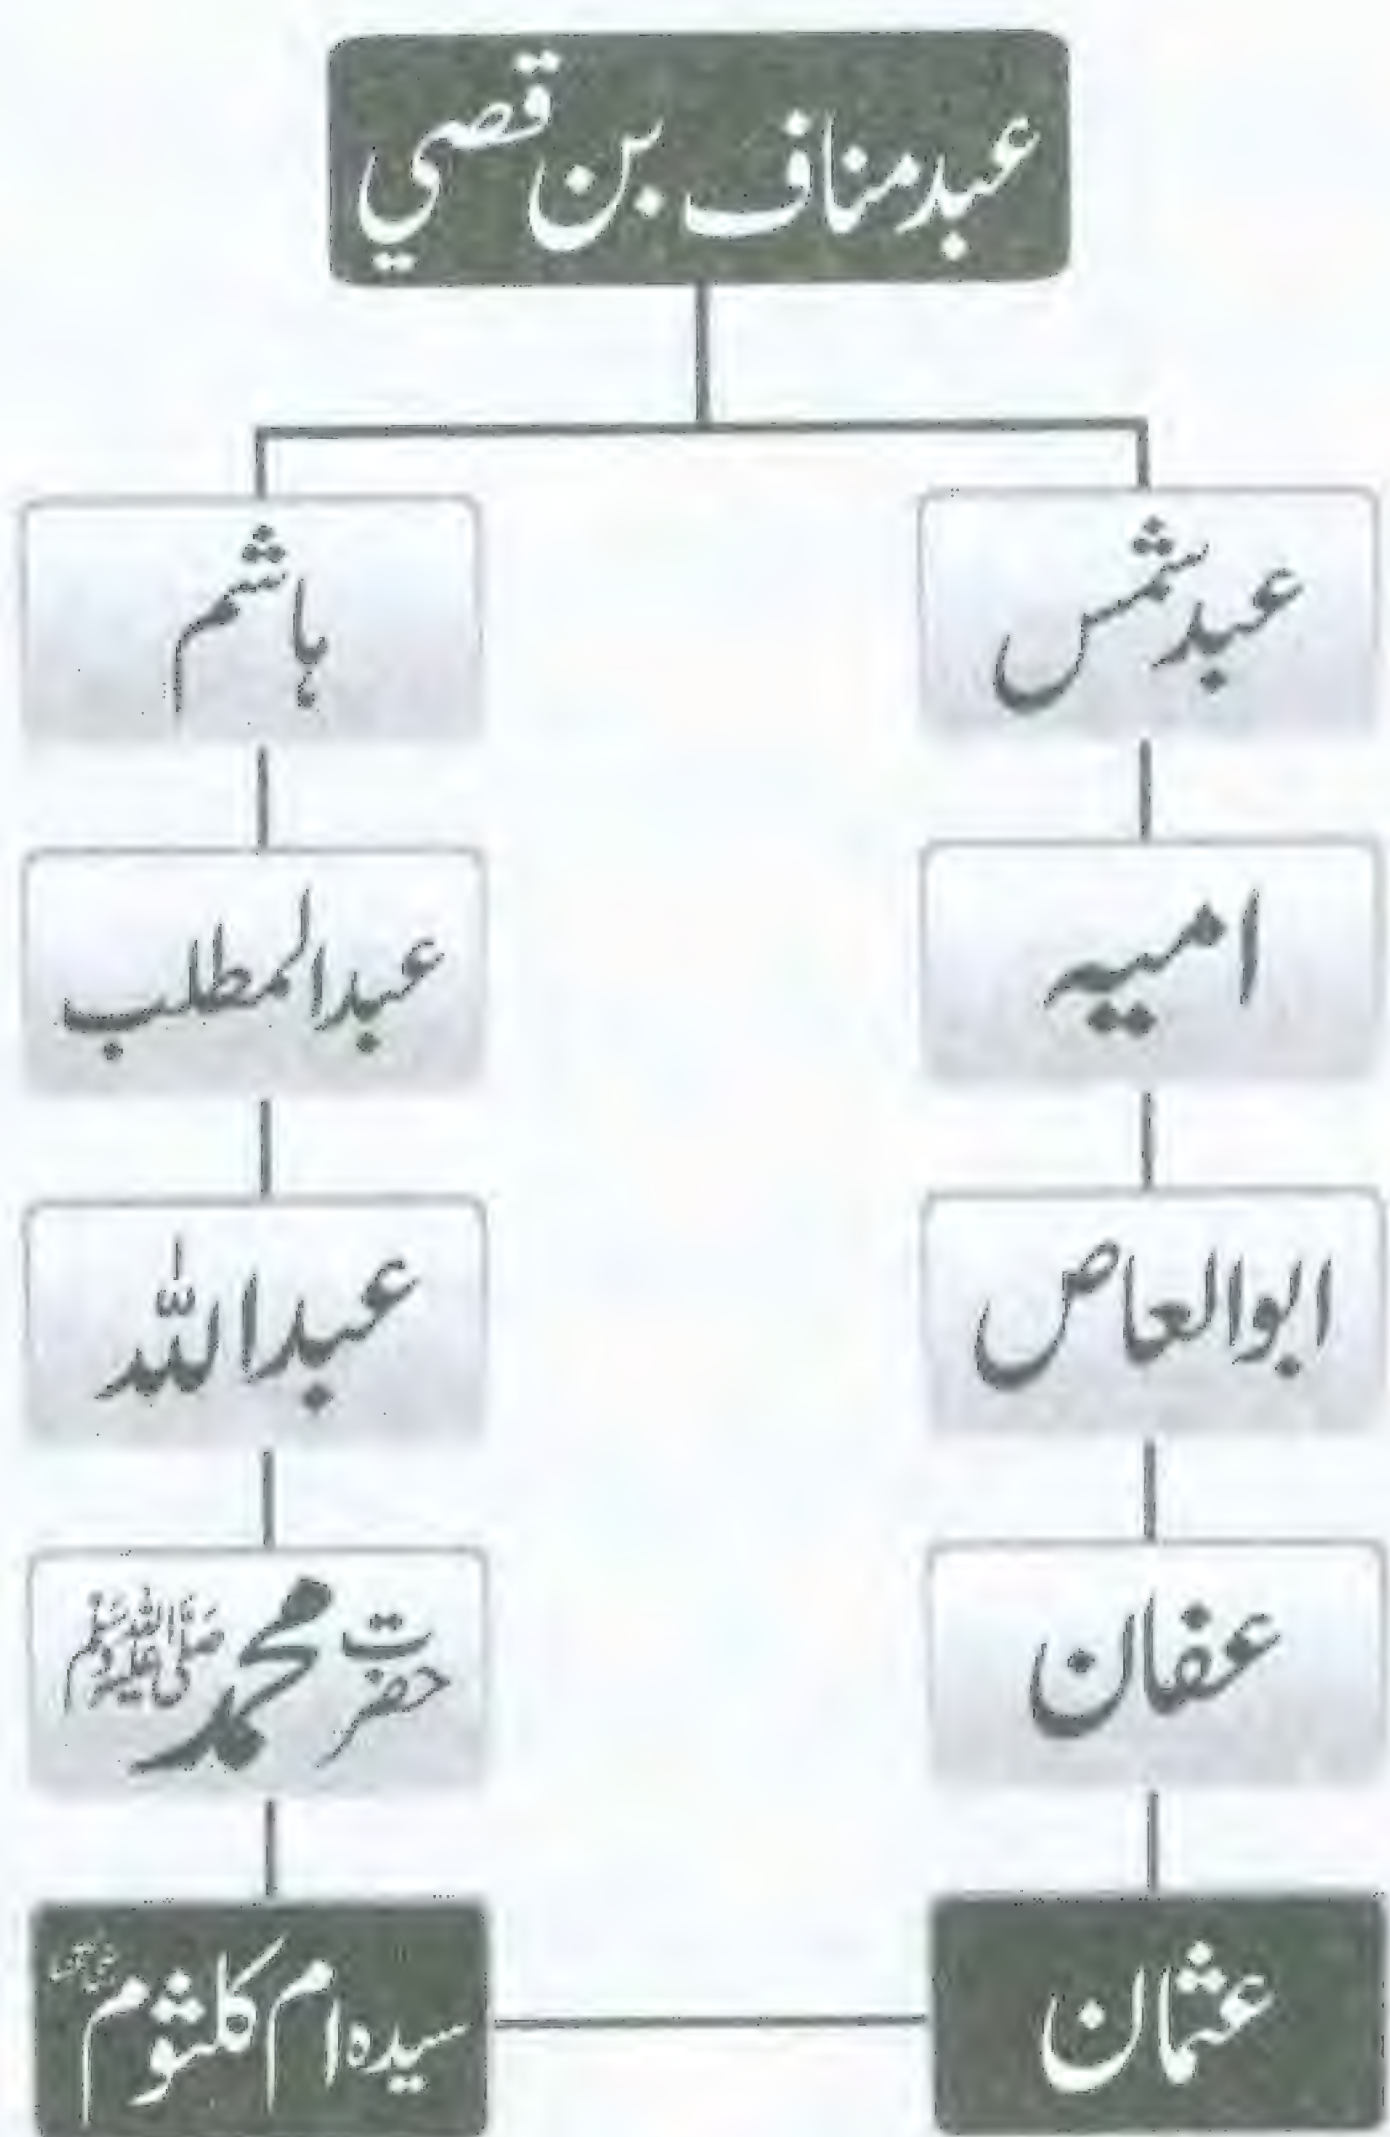 عبدمناف بن قصي
عبدشمس
ہاشم
امیہ
عبدالمطلب
ابوالعاص
عبداللہ
عفان
حضرت محمد صلی اللہ علیہ وسلم
عثمان
سیدہ ام کلثوم